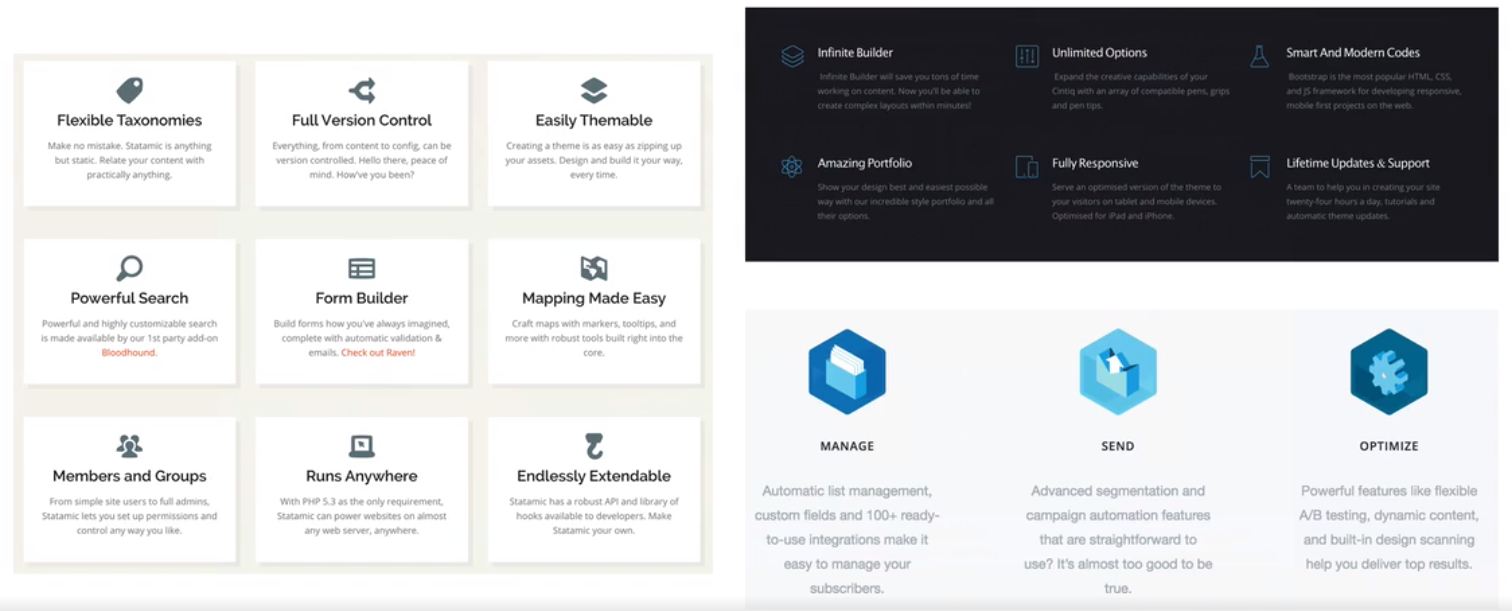 Flexible Taxonomies
Make no mistake. Statamic is anything
but static. Relate your content with
practically anything.
Full Version Control
Everything, from content to config, can be
version controlled. Hello there, peace of
mind. How've you been?
Easily Themable
Creating a theme is as easy as zipping up
your assets. Design and build it your way,
every time.
Powerful Search
Powerful and highly customizable search
is made available by our 1st party add-on
Bloodhound.
Form Builder
Build forms how you've always imagined,
complete with automatic validation &
emails. Check out Raven!
Mapping Made Easy
Craft maps with markers, tooltips, and
more with robust tools built right into the
core.
Members and Groups
From simple site users to full admins,
Statamic lets you set up permissions and
control any way you like.
Runs Anywhere
With PHP 5.3 as the only requirement,
Statamic can power websites on almost
any web server, anywhere.
Endlessly Extendable
Statamic has a robust API and library of
hooks available to developers. Make
Statamic your own.
Infinite Builder
Infinite Builder will save you tons of time
working on content. Now you'll be able to
create complex layouts within minutes!
Unlimited Options
Expand the creative capabilities of your
Cintiq with an array of compatible pens, grips
and pen tips.
Smart And Modern Codes
Bootstrap is the most popular HTML, CSS,
and JS framework for developing responsive,
mobile first projects on the web.
Amazing Portfolio
Show your design best and easiest possible
way with our incredible style portfolio and all
their options.
Fully Responsive
Serve an optimised version of the theme to
your visitors on tablet and mobile devices.
Optimised for iPad and iPhone.
Lifetime Updates & Support
A team to help you in creating your site
twenty-four hours a day, tutorials and
automatic theme updates.
MANAGE
Automatic list management,
custom fields and 100+ ready-
to-use integrations make it
easy to manage your
subscribers.
SEND
Advanced segmentation and
campaign automation features
that are straightforward to
use? It's almost too good to be
true.
OPTIMIZE
Powerful features like flexible
A/B testing, dynamic content,
and built-in design scanning
help you deliver top results.